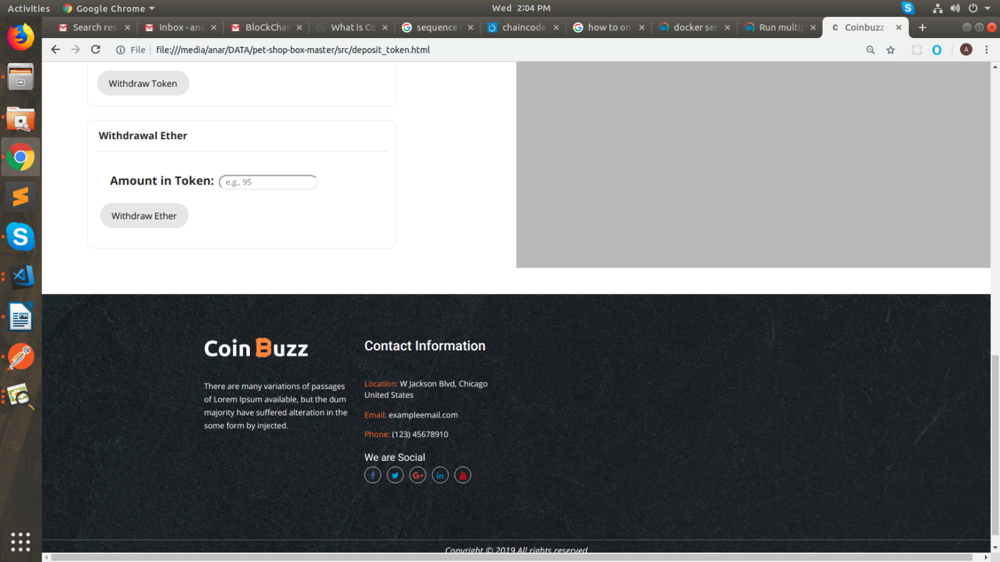 Activities Google Chrome Wed 2:04 PM
Search res Inbox - ana BloCkChai What is Co sequence chaincode how to on docker ser Run multip Coinbuzz -
File file:///media/anar/DATA/pet-shop-box-master/src/deposit_token.html A
Withdraw Token
Withdrawal Ether
Amount in Token: e.g., 95
Withdraw Ether
Coin Buzz
There are many variations of passages
of Lorem Ipsum available, but the dum
majority have suffered alteration in the
some form by injected.
Contact Information
Location: W Jackson Blvd, Chicago
United States
Email: exampleemail.com
Phone: (123) 45678910
We are Social
Copyright © 2019 All rights reserved